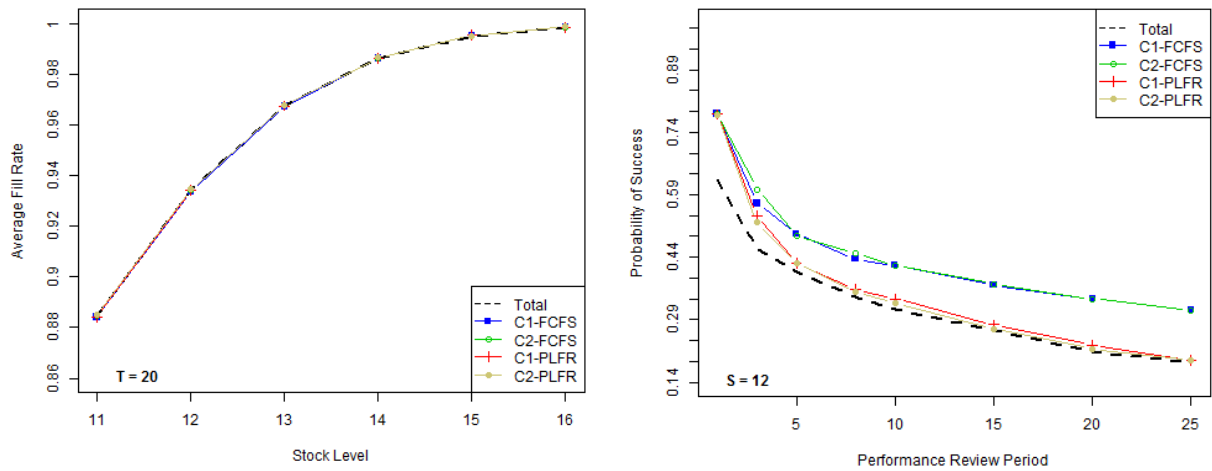 Average Fill Rate
1
0.98
0.96
0.94
0.92
0.9
0.88
0.86
Total
C1-FCFS
C2-FCFS
C1-PLFR
C2-PLFR
T = 20
11 12 13 14 15 16
Stock Level
Probability of Success
0.89
0.74
0.59
0.44
0.29
0.14
Total
C1-FCFS
C2-FCFS
C1-PLFR
C2-PLFR
S = 12
5 10 15 20 25
Performance Review Period